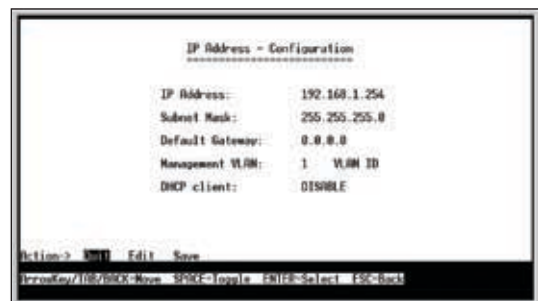 IP Address - Configuration
IP Address: 192.168.1.254
Subnet Mask: 255.255.255.0
Default Gateway: 0.0.0.0
Management VLAN: 1 VLAN ID
DHCP client: DISABLE
Action-> Quit Edit Save
ArrowKey/TAB/BACK-Move SPACE-Toggle ENTER-Select ESC-Back